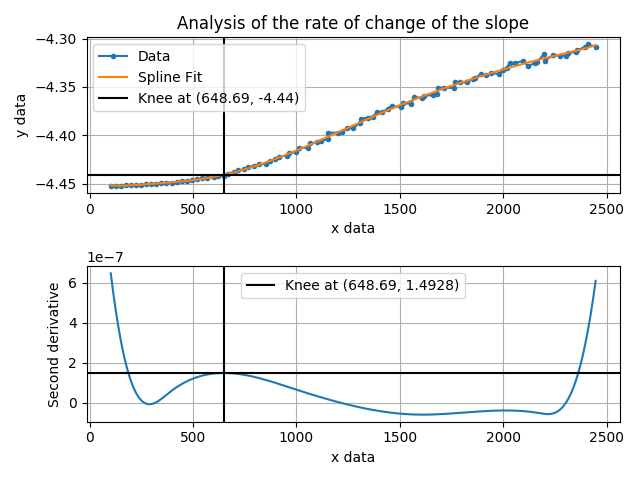 Analysis of the rate of change of the slope
−4.30
−4.35
−4.40
−4.45
y data
Data
Spline Fit
Knee at (648.69, -4.44)
0 500 1000 1500 2000 2500
x data
1e−7
6
4
2
0
Second derivative
Knee at (648.69, 1.4928)
0 500 1000 1500 2000 2500
x data